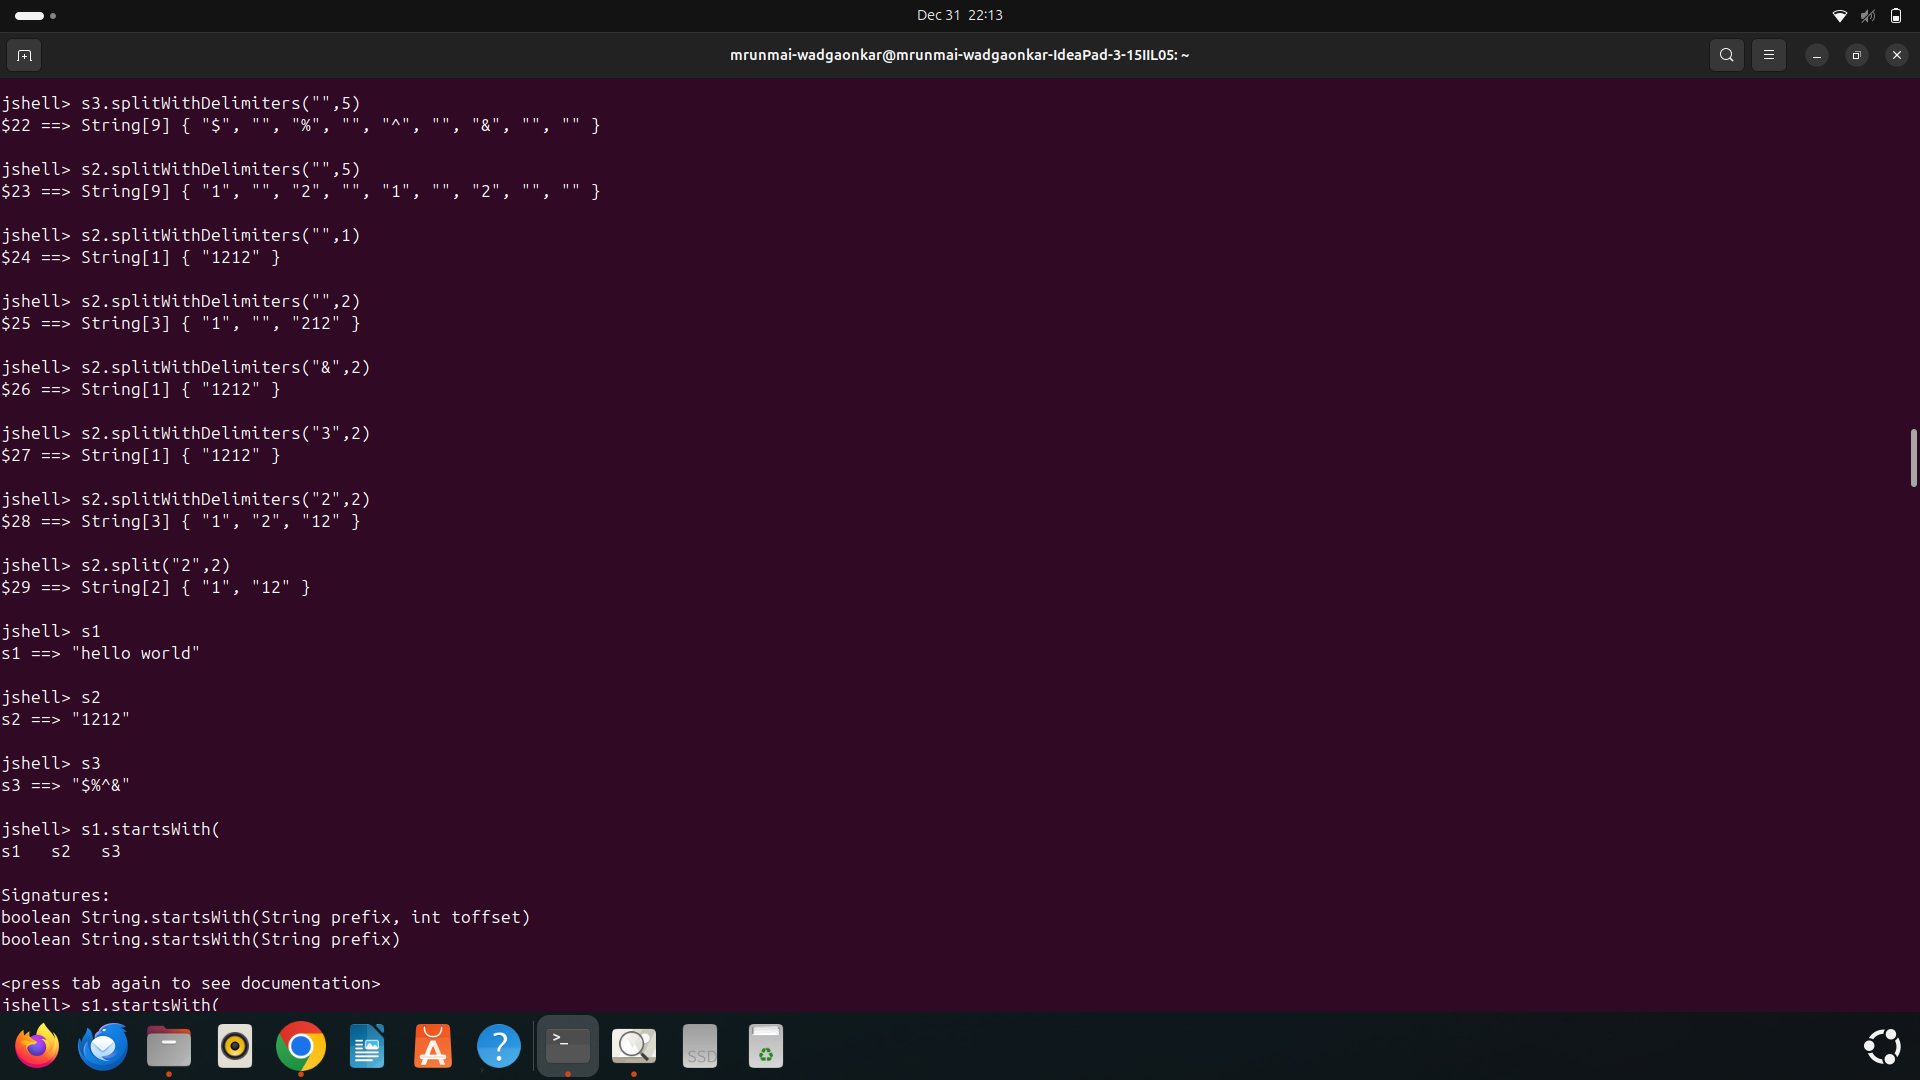 Dec 31 22:13
mrunmai-wadgaonkar@mrunmai-wadgaonkar-IdeaPad-3-15IIL05: ~
jshell> s3.splitWithDelimiters("",5)
$22 ==> String[9] { "$", "", "%", "", "^", "", "&", "", "" }
jshell> s2.splitWithDelimiters("",5)
$23 ==> String[9] { "1", "", "2", "", "1", "", "2", "", "" }
jshell> s2.splitWithDelimiters("",1)
$24 ==> String[1] { "1212" }
jshell> s2.splitWithDelimiters("",2)
$25 ==> String[3] { "1", "", "212" }
jshell> s2.splitWithDelimiters("&",2)
$26 ==> String[1] { "1212" }
jshell> s2.splitWithDelimiters("3",2)
$27 ==> String[1] { "1212" }
jshell> s2.splitWithDelimiters("2",2)
$28 ==> String[3] { "1", "2", "12" }
jshell> s2.split("2",2)
$29 ==> String[2] { "1", "12" }
jshell> s1
s1 ==> "hello world"
jshell> s2
s2 ==> "1212"
jshell> s3
s3 ==> "$%^&"
jshell> s1.startsWith(
s1   s2   s3
Signatures:
boolean String.startsWith(String prefix, int toffset)
boolean String.startsWith(String prefix)
<press tab again to see documentation>
jshell> s1.startsWith(
SSD